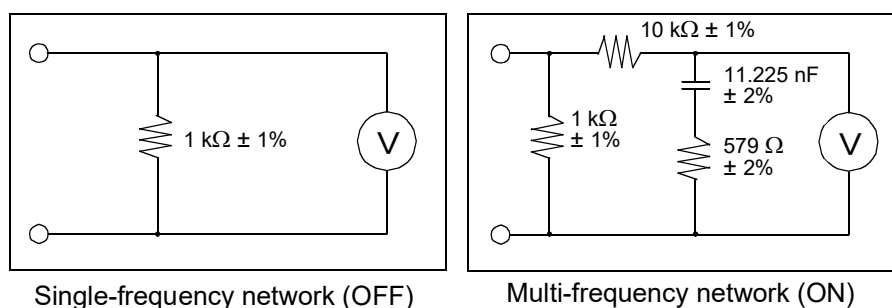 1 kΩ ± 1%
V
Single-frequency network (OFF)
10 kΩ ± 1%
11.225 nF
± 2%
1 kΩ
± 1%
579 Ω
± 2%
V
Multi-frequency network (ON)